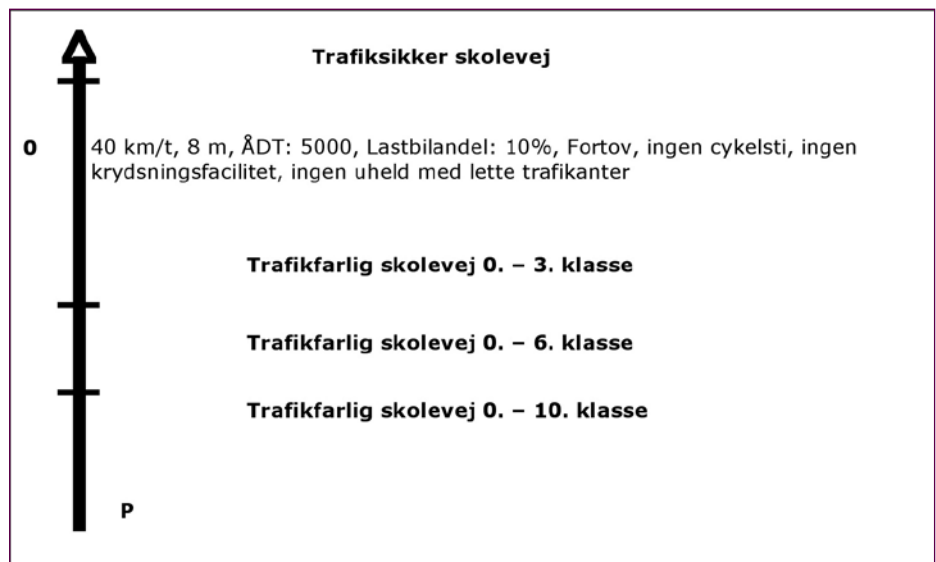 Trafiksikker skolevej
0
40 km/t, 8 m, ÅDT: 5000, Lastbilandel: 10%, Fortov, ingen cykelsti, ingen
krydsningsfacilitet, ingen uheld med lette trafikanter
Trafikfarlig skolevej 0. – 3. klasse
Trafikfarlig skolevej 0. – 6. klasse
Trafikfarlig skolevej 0. – 10. klasse
P